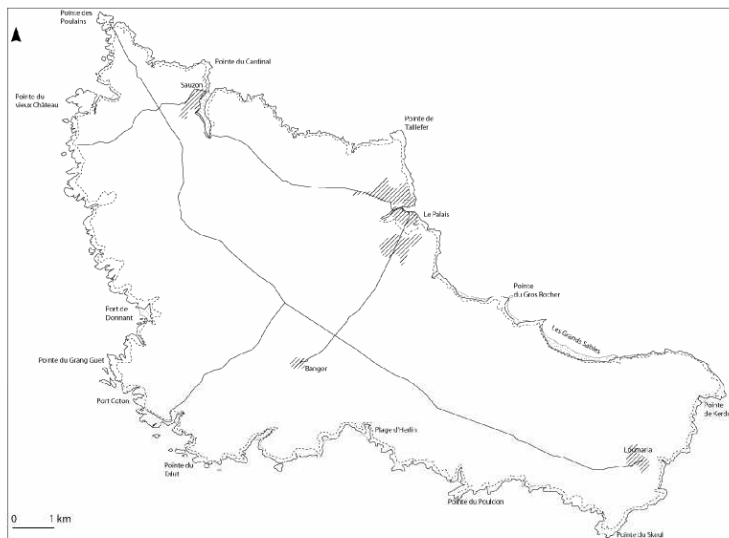 Pointe des
Poulains
Pointe du Cardinal
Sauzon
Pointe du
vieux Château
Pointe de
Taillefer
Le Palais
Pointe
du Gros Rocher
Les Grands Sables
Port de
Donnant
Pointe du Grang Guet
Bangor
Port Coton
Pointe
de Kerdo
Plage d'Herlin
Locmaria
Pointe du
Talut
Pointe du Pouldon
Pointe du Skeul
0 1 km